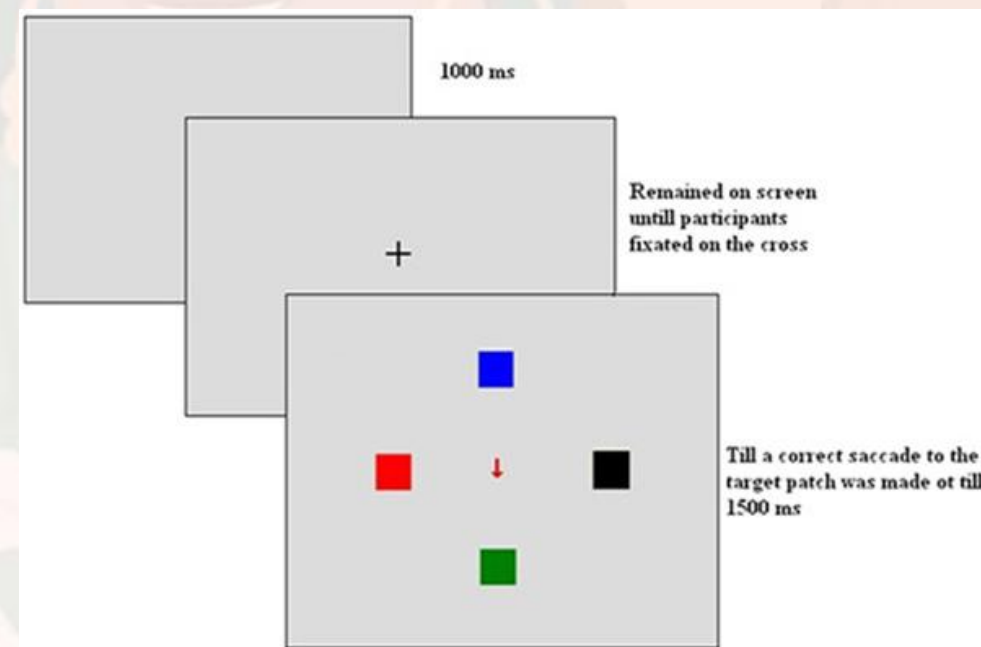 1000 ms
Remained on screen
untill participants
fixated on the cross
Till a correct saccade to the
target patch was made ot till
1500 ms